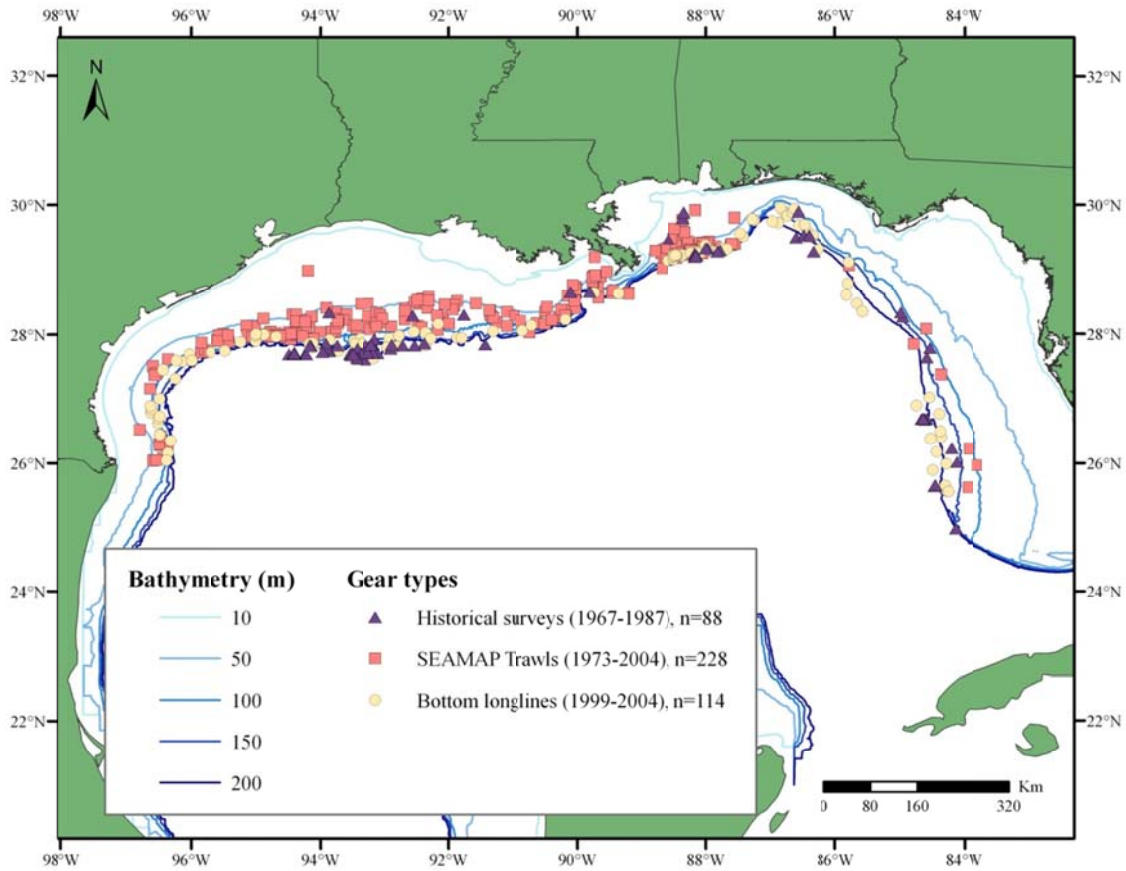 98°W 96°W 94°W 92°W 90°W 88°W 86°W 84°W
N
32°N 32°N
30°N 30°N
28°N 28°N
26°N 26°N
24°N 24°N
22°N 22°N
Bathymetry (m) Gear types
10 Historical surveys (1967-1987), n=88
50 SEAMAP Trawls (1973-2004), n=228
100 Bottom longlines (1999-2004), n=114
150
200
Km
0 80 160 320
98°W 96°W 94°W 92°W 90°W 88°W 86°W 84°W